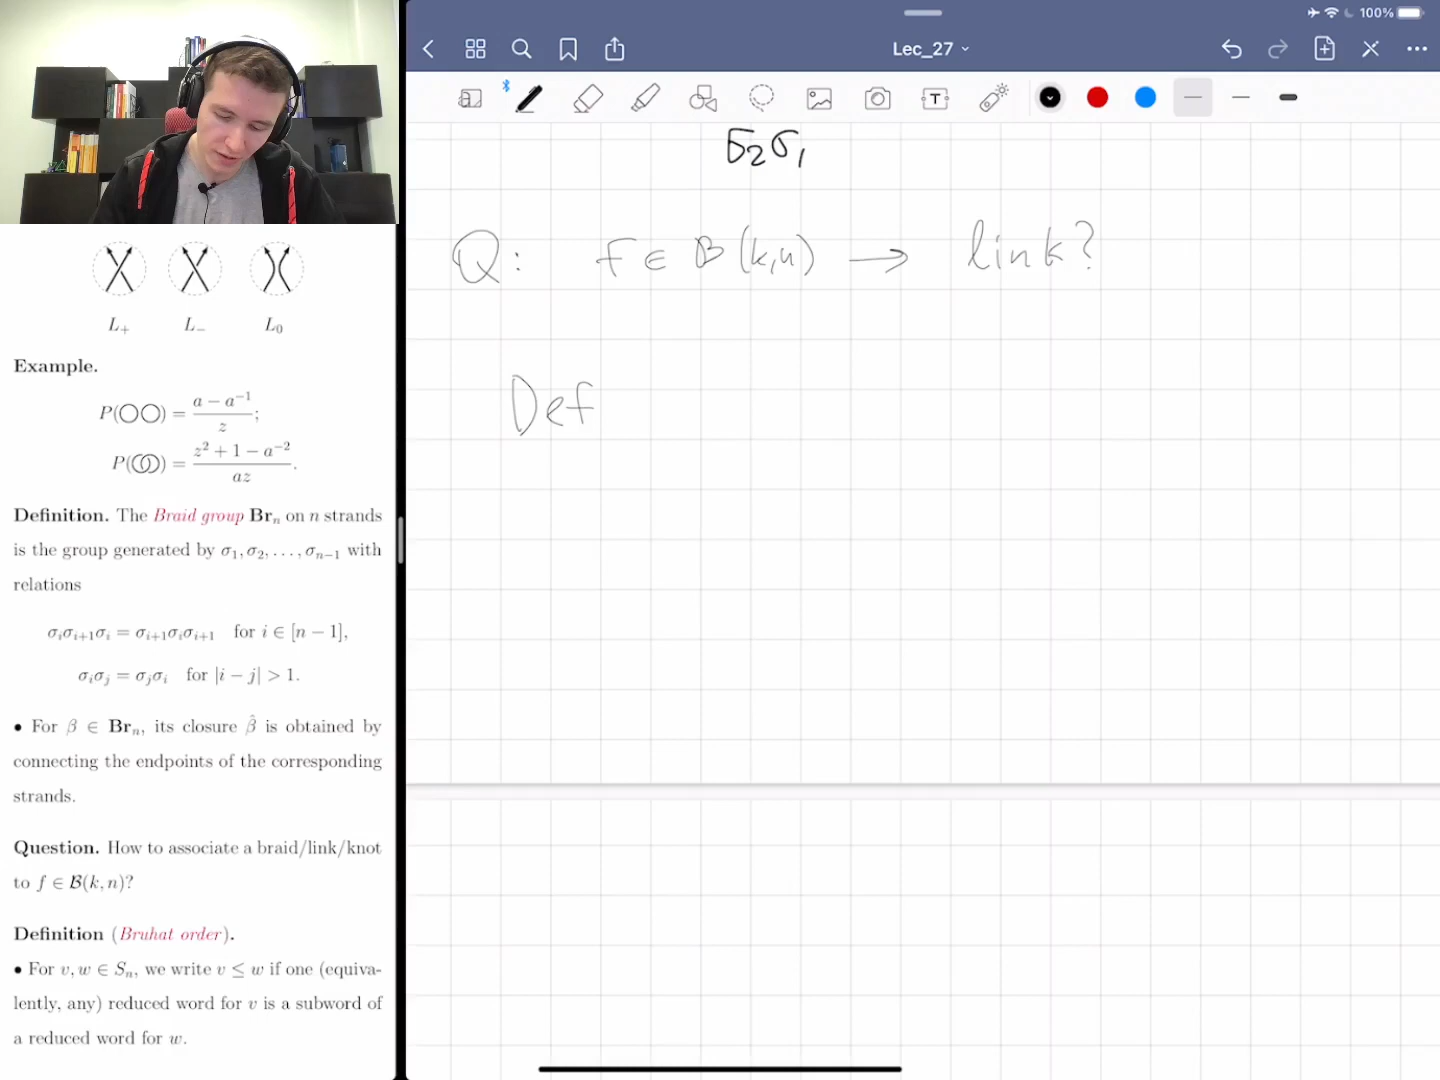 100%
Lec_27
T
σ₂σ₁
Q: f ∈ B(k,n) → link?
Def
L₊ L₋ L₀
Example.
P(○○) = (a − a⁻¹)/z;
P(◯◯) = (z² + 1 − a⁻²)/(az).
Definition. The Braid group Brₙ on n strands
is the group generated by σ₁, σ₂, . . . , σₙ₋₁ with
relations
σᵢσᵢ₊₁σᵢ = σᵢ₊₁σᵢσᵢ₊₁ for i ∈ [n − 1],
σᵢσⱼ = σⱼσᵢ for |i − j| > 1.
• For β ∈ Brₙ, its closure β̂ is obtained by
connecting the endpoints of the corresponding
strands.
Question. How to associate a braid/link/knot
to f ∈ B(k, n)?
Definition (Bruhat order).
• For v, w ∈ Sₙ, we write v ≤ w if one (equiva-
lently, any) reduced word for v is a subword of
a reduced word for w.